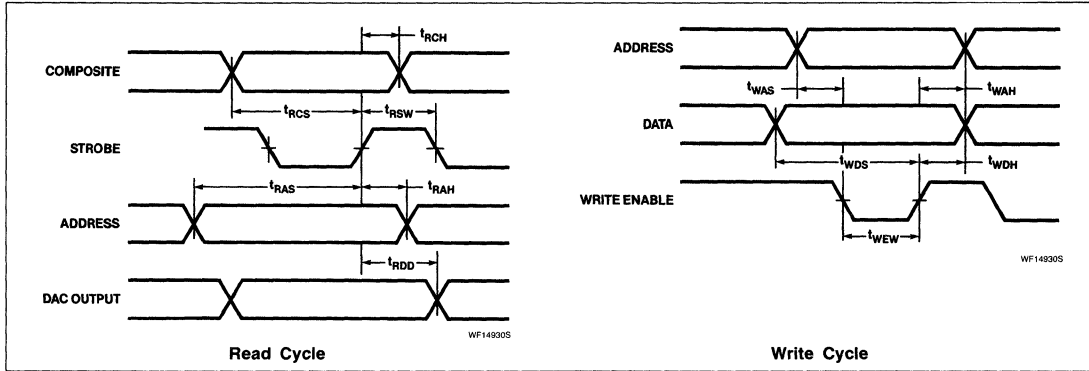 tRCH
COMPOSITE
tRCS
tRSW
STROBE
tRAS
tRAH
ADDRESS
tRDD
DAC OUTPUT
WF14930S
Read Cycle
ADDRESS
tWAS
tWAH
DATA
tWDS
tWDH
WRITE ENABLE
tWEW
WF14930S
Write Cycle